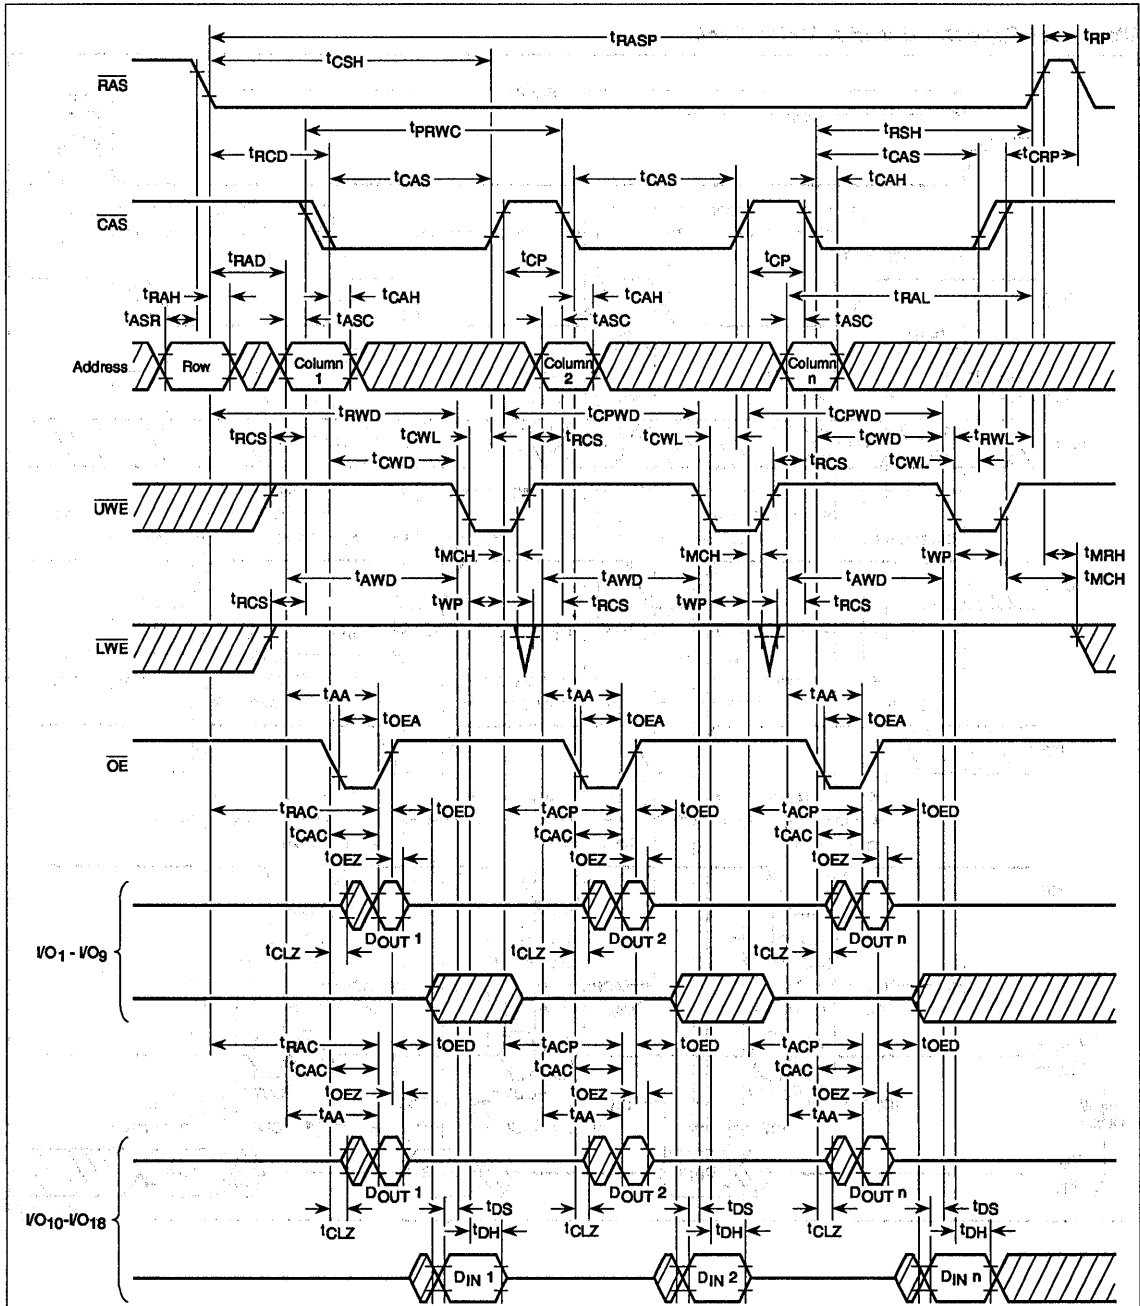 tRASP tRP
tCSH
RAS
tPRWC tRSH
tRCD tCAS tCRP
tCAS tCAS tCAH
CAS
tRAD tCP tCP
tRAH tCAH tCAH tRAL
tASR tASC tASC tASC
Address Row Column 1 Column 2 Column n
tRWD tCPWD tCPWD
tRCS tCWL tRCS tCWL tCWD tRWL
tCWD tRCS tCWL
UWE
tMCH tMCH tWP tMRH
tAWD tAWD tAWD tMCH
tRCS tWP tRCS tWP tRCS
LWE
tAA tAA tAA
tOEA tOEA tOEA
OE
tRAC tOED tACP tOED tACP tOED
tCAC tCAC tCAC
tOEZ tOEZ tOEZ
DOUT 1 DOUT 2 DOUT n
I/O1 - I/O9
tCLZ tCLZ tCLZ
tRAC tOED tACP tOED tACP tOED
tCAC tCAC tCAC
tOEZ tOEZ tOEZ
tAA tAA tAA
DOUT 1 DOUT 2 DOUT n
I/O10-I/O18
tDS tDS tDS
tCLZ tDH tCLZ tDH tCLZ tDH
DIN 1 DIN 2 DIN n